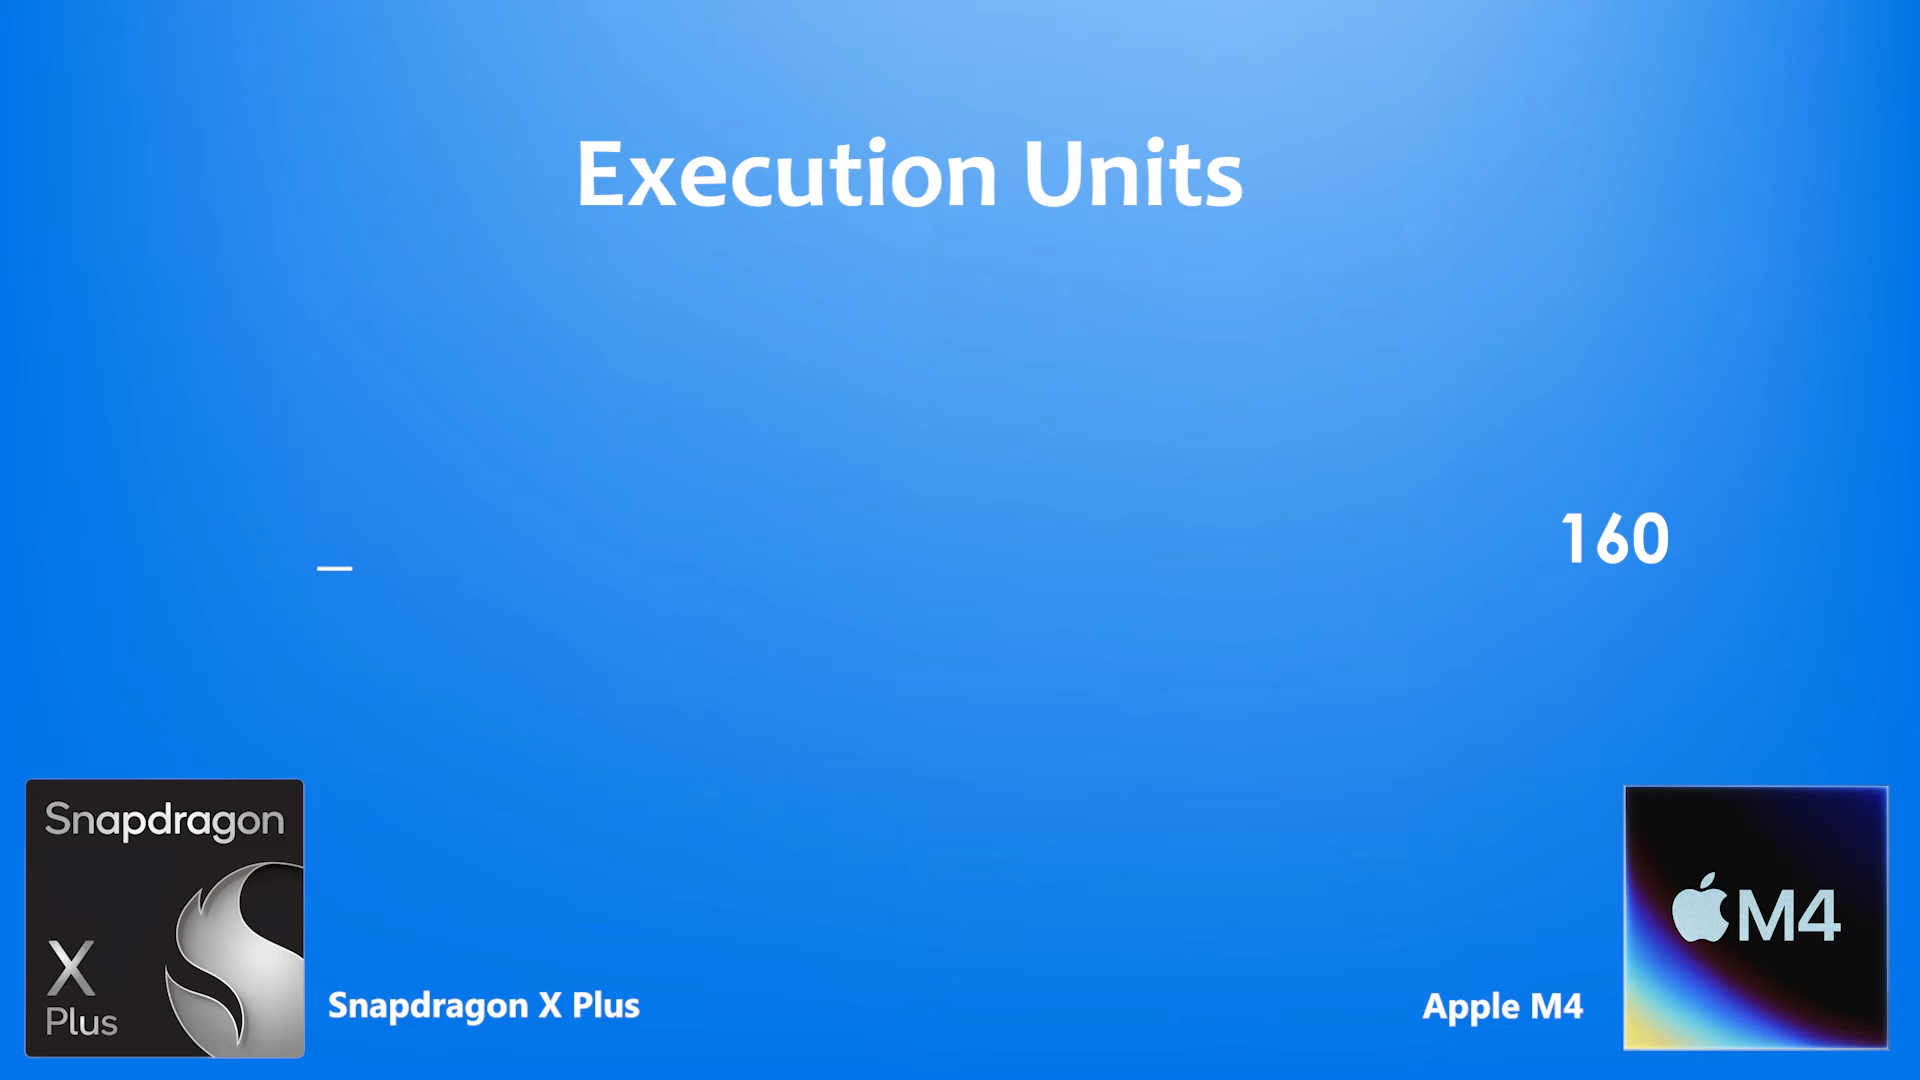 Execution Units
_
160
Snapdragon
X
Plus
Snapdragon X Plus
M4
Apple M4